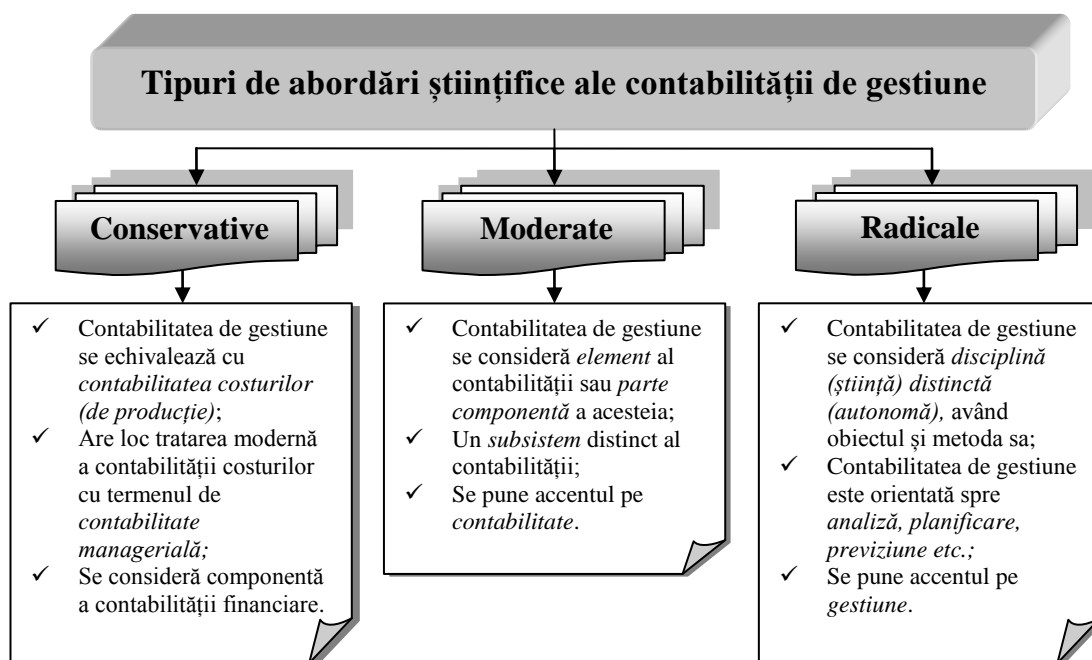 Tipuri de abordări științifice ale contabilității de gestiune
Conservative
Contabilitatea de gestiune
se echivalează cu
contabilitatea costurilor
(de producție);
Are loc tratarea modernă
a contabilității costurilor
cu termenul de
contabilitate
managerială;
Se consideră componentă
a contabilității financiare.
Moderate
Contabilitatea de gestiune
se consideră element al
contabilității sau parte
componentă a acesteia;
Un subsistem distinct al
contabilității;
Se pune accentul pe
contabilitate.
Radicale
Contabilitatea de gestiune
se consideră disciplină
(știință) distinctă
(autonomă), având
obiectul și metoda sa;
Contabilitatea de gestiune
este orientată spre
analiză, planificare,
previziune etc.;
Se pune accentul pe
gestiune.